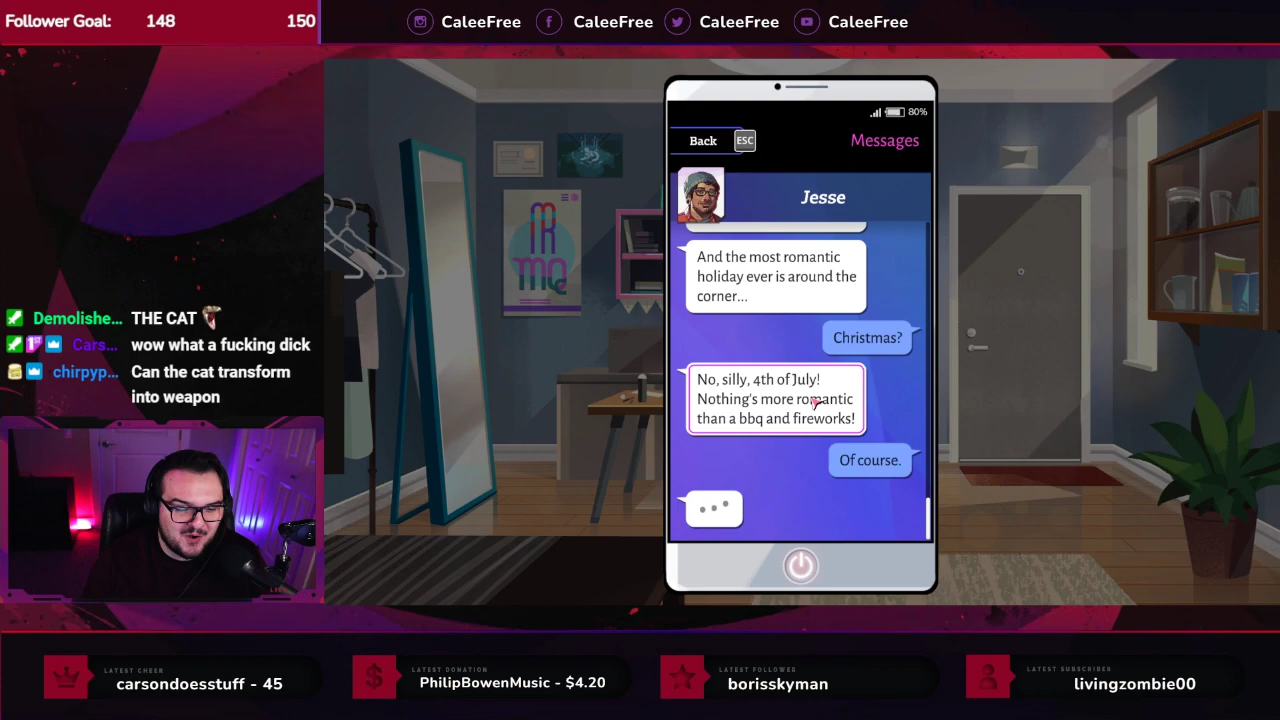 Follower Goal: 148 150
CaleeFree CaleeFree CaleeFree CaleeFree
80%
Back ESC Messages
Jesse
And the most romantic
holiday ever is around the
corner...
Christmas?
No, silly, 4th of July!
Nothing's more romantic
than a bbq and fireworks!
Of course.
Demolishe... THE CAT
Cars... wow what a fucking dick
chirpyp... Can the cat transform
into weapon
LATEST CHEER
carsondoesstuff - 45
LATEST DONATION
PhilipBowenMusic - $4.20
LATEST FOLLOWER
borisskyman
LATEST SUBSCRIBER
livingzombie00